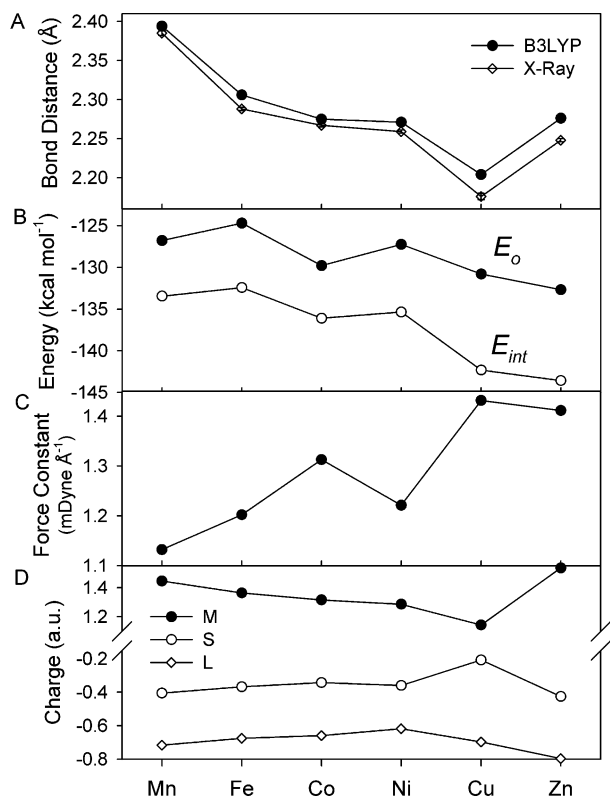 A
Bond Distance (Å)
2.40
2.35
2.30
2.25
2.20
B3LYP
X-Ray
B
Energy (kcal mol⁻¹)
-125
-130
-135
-140
-145
Eₒ
E_int
C
Force Constant
(mDyne Å⁻¹)
1.4
1.3
1.2
1.1
D
Charge (a.u.)
1.4
1.2
-0.2
-0.4
-0.6
-0.8
M
S
L
Mn Fe Co Ni Cu Zn